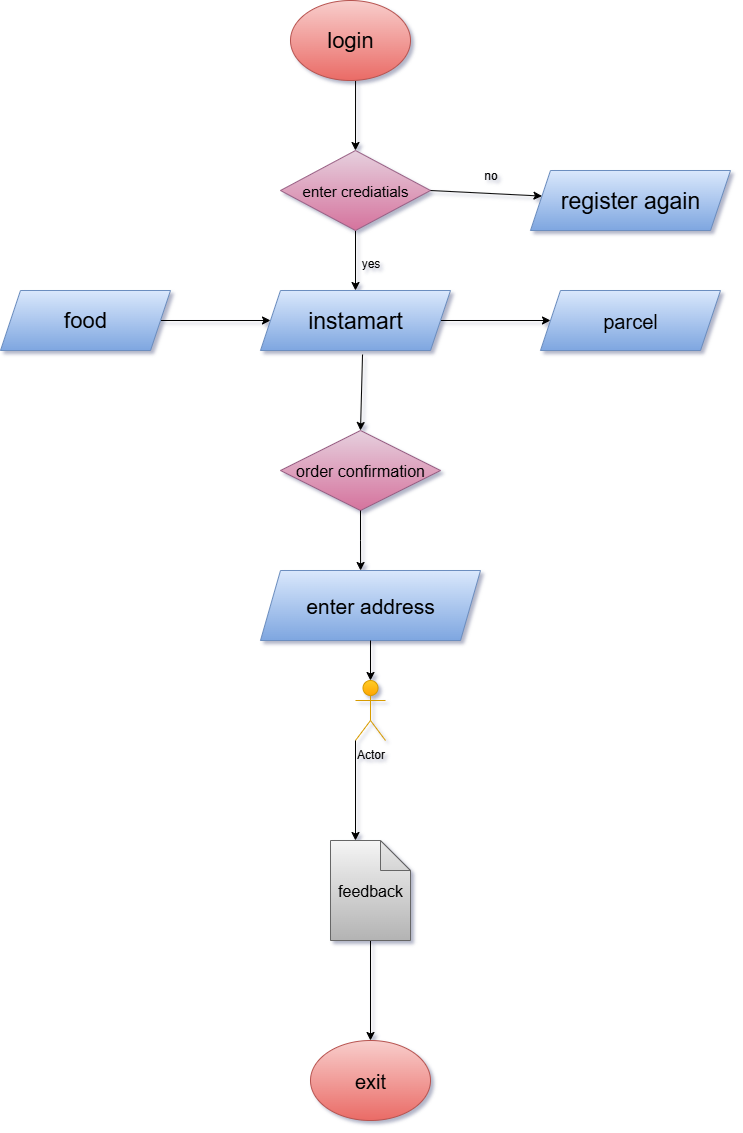 login
enter crediatials
no
register again
yes
food
instamart
parcel
order confirmation
enter address
Actor
feedback
exit